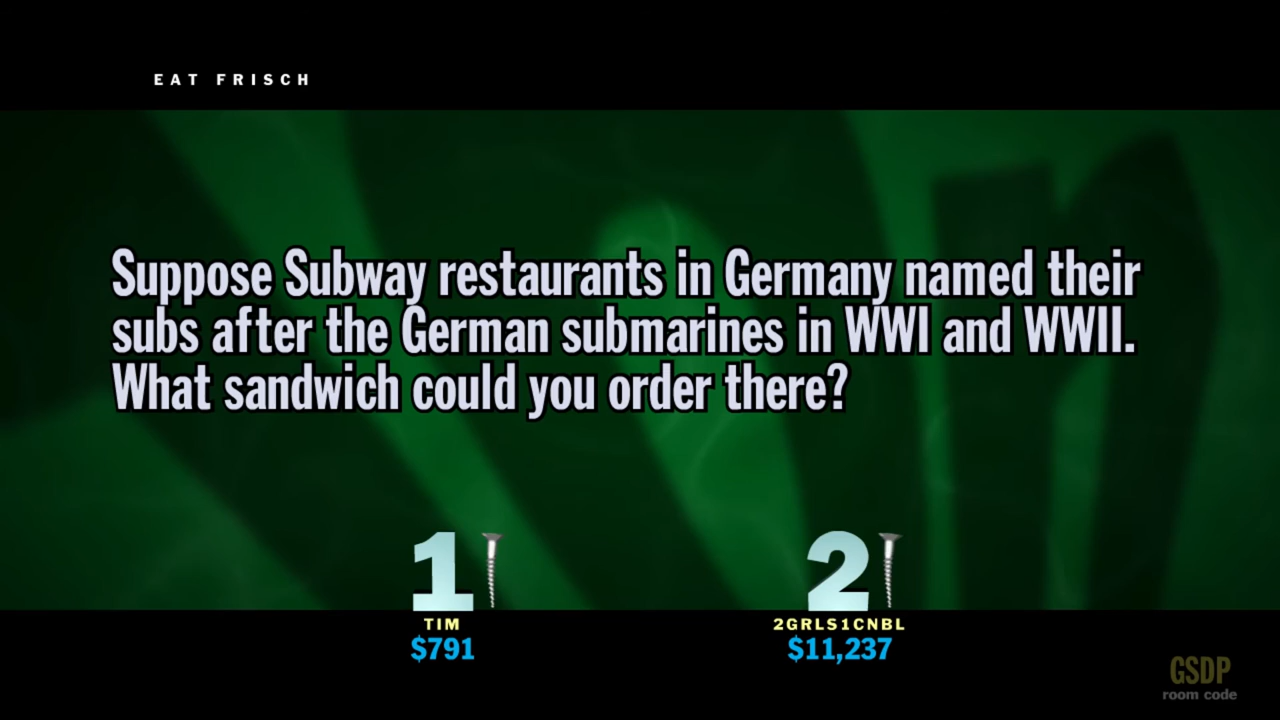 EAT FRISCH
Suppose Subway restaurants in Germany named their
subs after the German submarines in WWI and WWII.
What sandwich could you order there?
1 2
TIM 2GRLS1CNBL
$791 $11,237
GSDP
room code